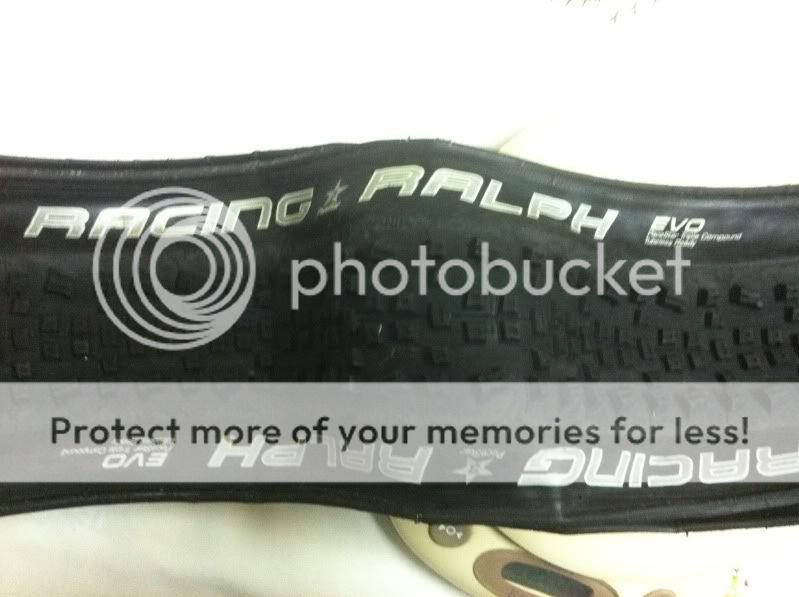 RACING RALPH
EVO
PaceStar Triple Compound
Tubeless Ready
photobucket
Protect more of your memories for less!
RACING PaceStar RALPH
EVO
PaceStar Triple Compound